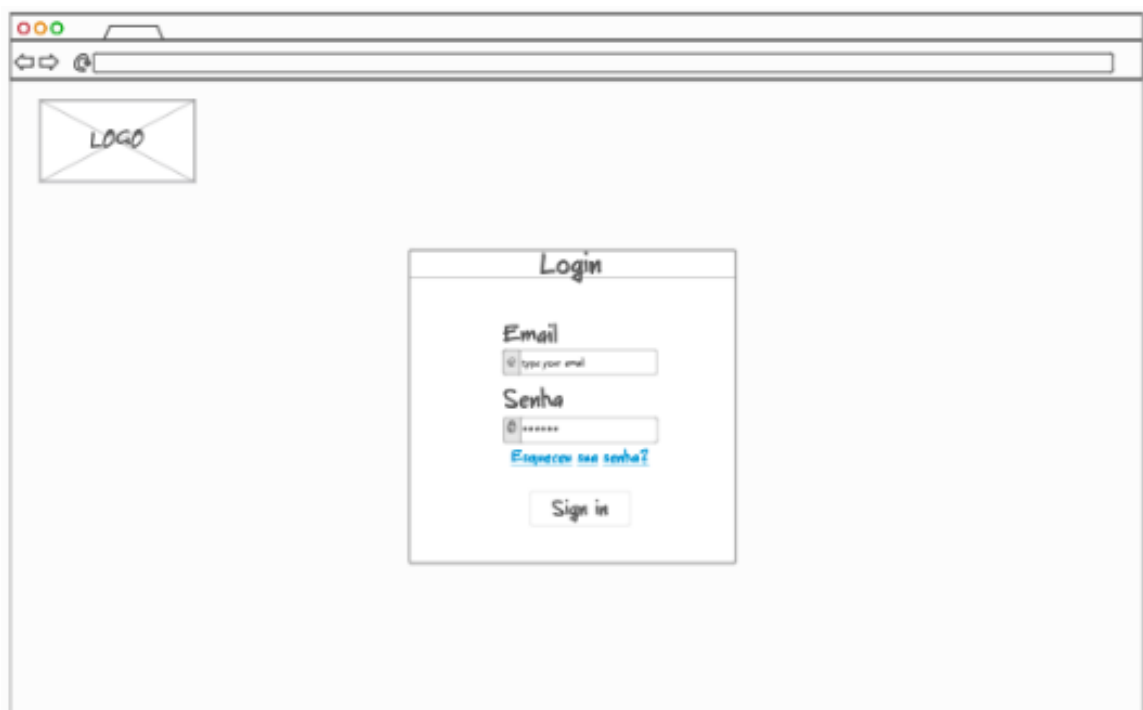 LOGO
Login
Email
@ type your email
Senha
••••••
Esqueceu sua senha?
Sign in